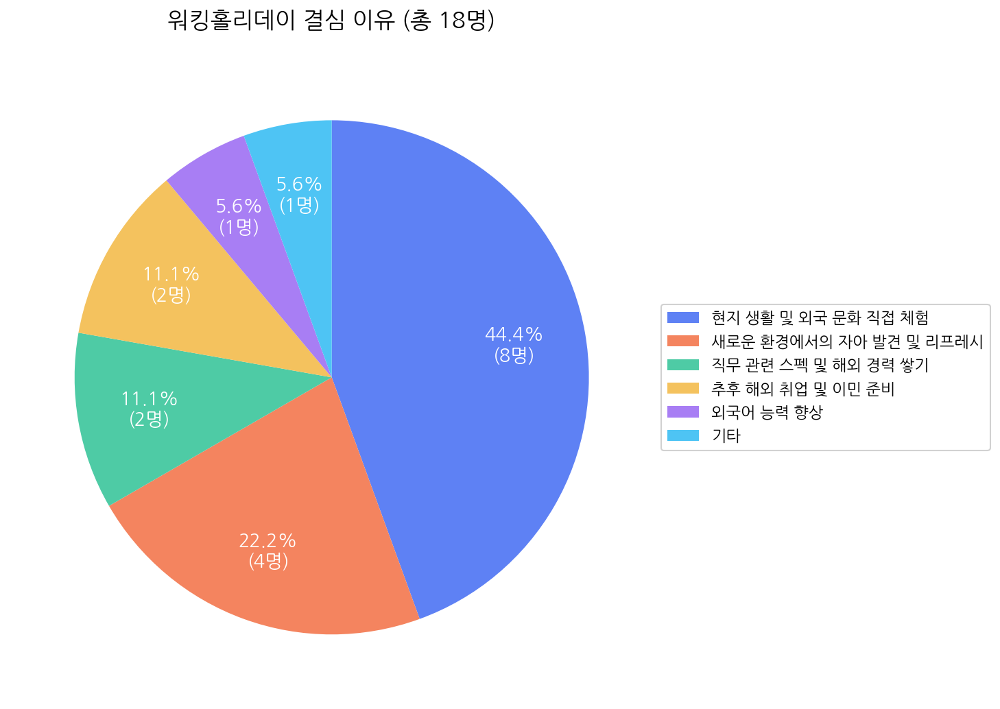 워킹홀리데이 결심 이유 (총 18명)
5.6%
(1명)
5.6%
(1명)
11.1%
(2명)
44.4%
(8명)
11.1%
(2명)
22.2%
(4명)
현지 생활 및 외국 문화 직접 체험
새로운 환경에서의 자아 발견 및 리프레시
직무 관련 스펙 및 해외 경력 쌓기
추후 해외 취업 및 이민 준비
외국어 능력 향상
기타